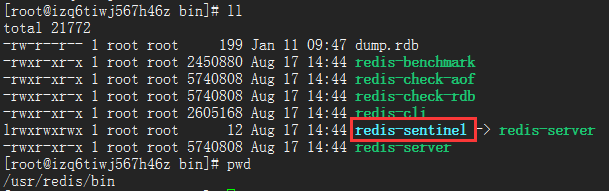 [root@izq6tiwj567h46z bin]# ll
total 21772
-rw-r--r-- 1 root root     199 Jan 11 09:47 dump.rdb
-rwxr-xr-x 1 root root 2450880 Aug 17 14:44 redis-benchmark
-rwxr-xr-x 1 root root 5740808 Aug 17 14:44 redis-check-aof
-rwxr-xr-x 1 root root 5740808 Aug 17 14:44 redis-check-rdb
-rwxr-xr-x 1 root root 2605168 Aug 17 14:44 redis-cli
lrwxrwxrwx 1 root root      12 Aug 17 14:44 redis-sentinel -> redis-server
-rwxr-xr-x 1 root root 5740808 Aug 17 14:44 redis-server
[root@izq6tiwj567h46z bin]# pwd
/usr/redis/bin